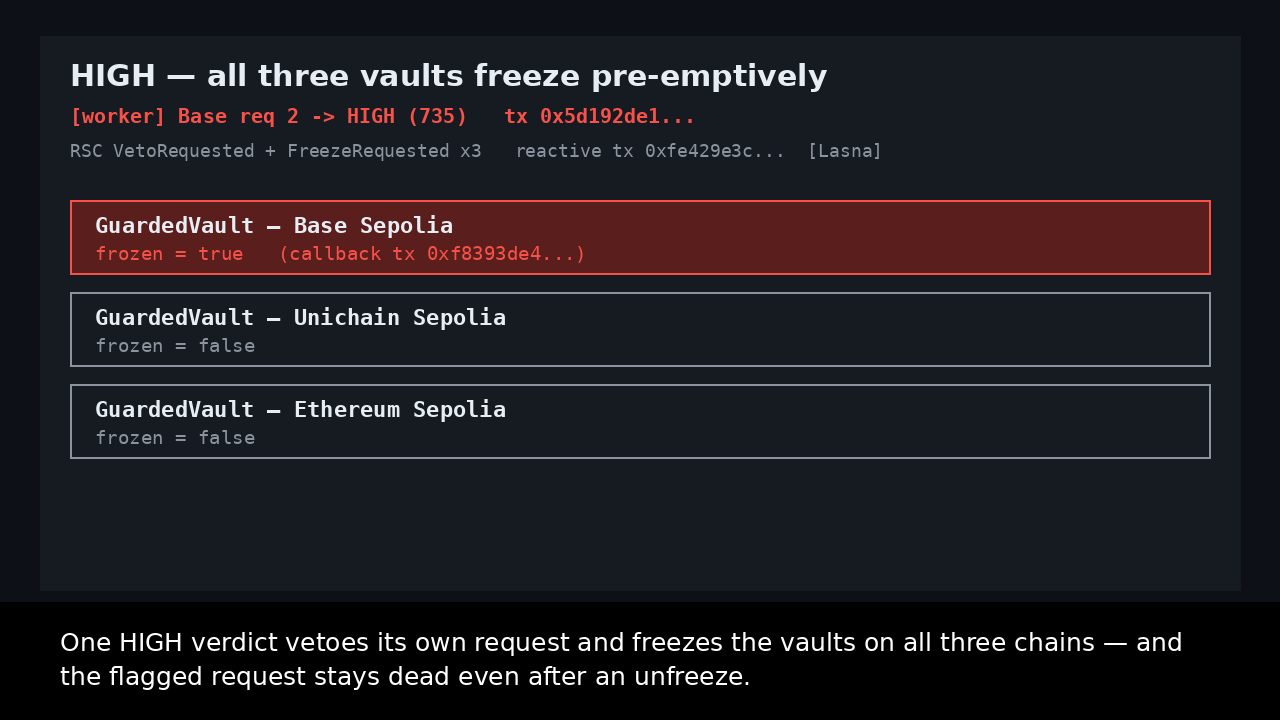 HIGH — all three vaults freeze pre-emptively
[worker] Base req 2 -> HIGH (735)   tx 0x5d192de1...
RSC VetoRequested + FreezeRequested x3   reactive tx 0xfe429e3c...  [Lasna]
GuardedVault — Base Sepolia
frozen = true   (callback tx 0xf8393de4...)
GuardedVault — Unichain Sepolia
frozen = false
GuardedVault — Ethereum Sepolia
frozen = false
One HIGH verdict vetoes its own request and freezes the vaults on all three chains — and
the flagged request stays dead even after an unfreeze.